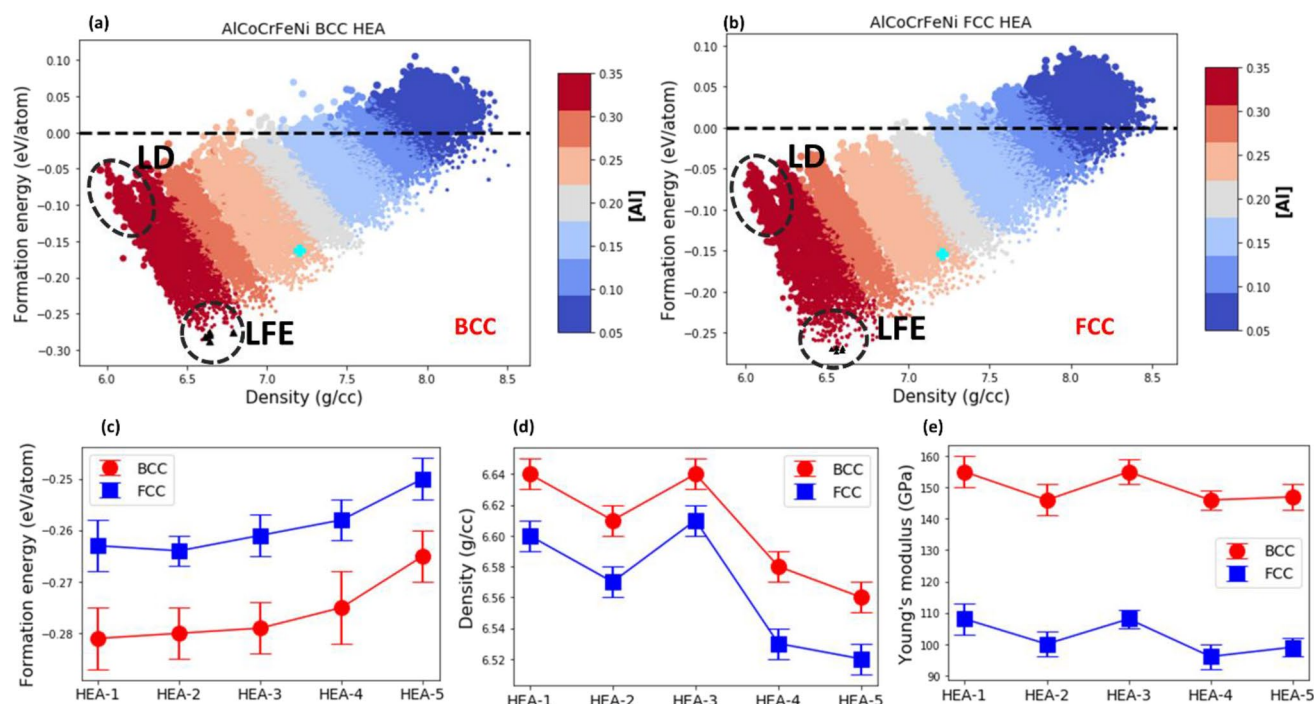 (a)
AlCoCrFeNi BCC HEA
Formation energy (eV/atom)
0.10
0.05
0.00
−0.05
−0.10
−0.15
−0.20
−0.25
−0.30
LD
LFE
BCC
6.0 6.5 7.0 7.5 8.0 8.5
Density (g/cc)
0.35
0.30
0.25
0.20
0.15
0.10
0.05
[Al]
(b)
AlCoCrFeNi FCC HEA
Formation energy (eV/atom)
0.10
0.05
0.00
−0.05
−0.10
−0.15
−0.20
−0.25
LD
LFE
FCC
6.0 6.5 7.0 7.5 8.0 8.5
Density (g/cc)
0.35
0.30
0.25
0.20
0.15
0.10
0.05
[Al]
(c)
Formation energy (eV/atom)
−0.25
−0.26
−0.27
−0.28
BCC
FCC
HEA-1 HEA-2 HEA-3 HEA-4 HEA-5
(d)
Density (g/cc)
6.64
6.62
6.60
6.58
6.56
6.54
6.52
BCC
FCC
HEA-1 HEA-2 HEA-3 HEA-4 HEA-5
(e)
Young's modulus (GPa)
160
150
140
130
120
110
100
90
BCC
FCC
HEA-1 HEA-2 HEA-3 HEA-4 HEA-5